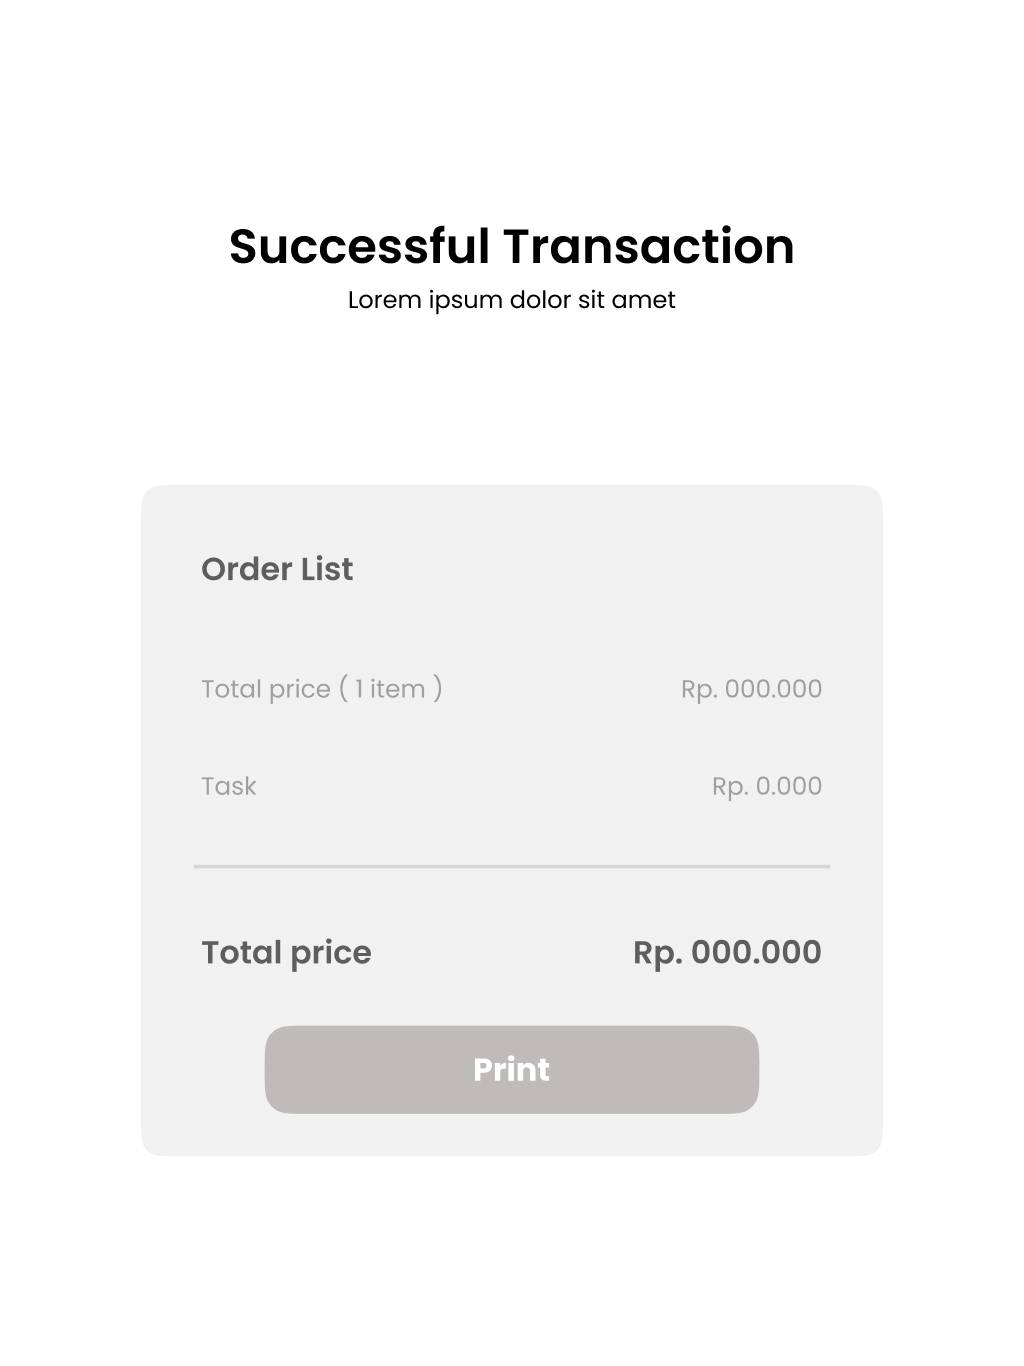 Successful Transaction
Lorem ipsum dolor sit amet
Order List
Total price ( 1 item ) Rp. 000.000
Task Rp. 0.000
Total price Rp. 000.000
Print